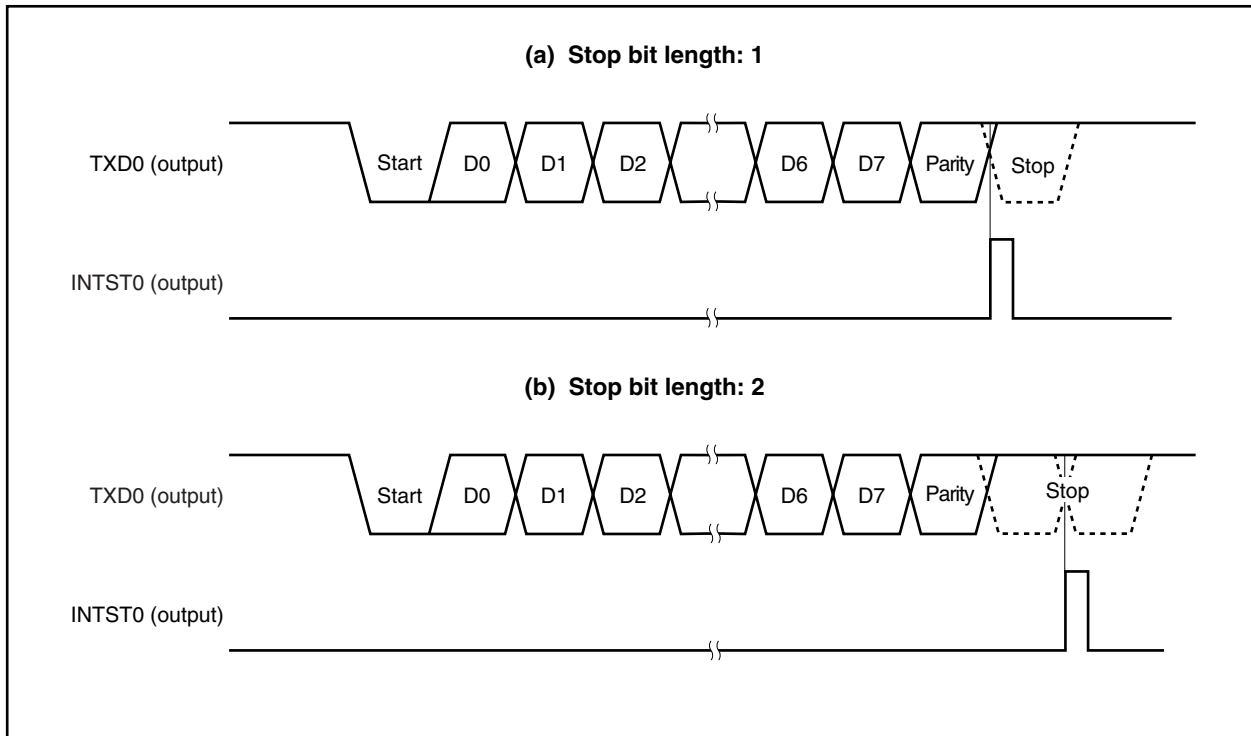 (a) Stop bit length: 1
TXD0 (output)
Start D0 D1 D2 D6 D7 Parity Stop
INTST0 (output)
(b) Stop bit length: 2
TXD0 (output)
Start D0 D1 D2 D6 D7 Parity Stop
INTST0 (output)